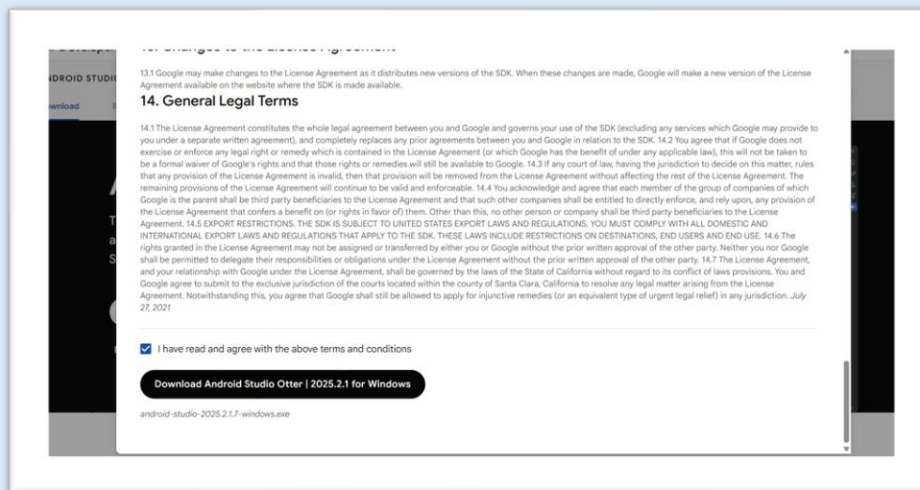 13.1 Google may make changes to the License Agreement as it distributes new versions of the SDK. When these changes are made, Google will make a new version of the License
Agreement available on the website where the SDK is made available.
14. General Legal Terms
14.1 The License Agreement constitutes the whole legal agreement between you and Google and governs your use of the SDK (excluding any services which Google may provide to
you under a separate written agreement), and completely replaces any prior agreements between you and Google in relation to the SDK. 14.2 You agree that if Google does not
exercise or enforce any legal right or remedy which is contained in the License Agreement (or which Google has the benefit of under any applicable law), this will not be taken to
be a formal waiver of Google's rights and that those rights or remedies will still be available to Google. 14.3 If any court of law, having the jurisdiction to decide on this matter, rules
that any provision of the License Agreement is invalid, then that provision will be removed from the License Agreement without affecting the rest of the License Agreement. The
remaining provisions of the License Agreement will continue to be valid and enforceable. 14.4 You acknowledge and agree that each member of the group of companies of which
Google is the parent shall be third party beneficiaries to the License Agreement and that such other companies shall be entitled to directly enforce, and rely upon, any provision of
the License Agreement that confers a benefit on (or rights in favor of) them. Other than this, no other person or company shall be third party beneficiaries to the License
Agreement. 14.5 EXPORT RESTRICTIONS. THE SDK IS SUBJECT TO UNITED STATES EXPORT LAWS AND REGULATIONS. YOU MUST COMPLY WITH ALL DOMESTIC AND
INTERNATIONAL EXPORT LAWS AND REGULATIONS THAT APPLY TO THE SDK. THESE LAWS INCLUDE RESTRICTIONS ON DESTINATIONS, END USERS AND END USE. 14.6 The
rights granted in the License Agreement may not be assigned or transferred by either you or Google without the prior written approval of the other party. Neither you nor Google
shall be permitted to delegate their responsibilities or obligations under the License Agreement without the prior written approval of the other party. 14.7 The License Agreement,
and your relationship with Google under the License Agreement, shall be governed by the laws of the State of California without regard to its conflict of laws provisions. You and
Google agree to submit to the exclusive jurisdiction of the courts located within the county of Santa Clara, California to resolve any legal matter arising from the License
Agreement. Notwithstanding this, you agree that Google shall still be allowed to apply for injunctive remedies (or an equivalent type of urgent legal relief) in any jurisdiction. July
27, 2021
I have read and agree with the above terms and conditions
Download Android Studio Otter | 2025.2.1 for Windows
android-studio-2025.2.1.7-windows.exe